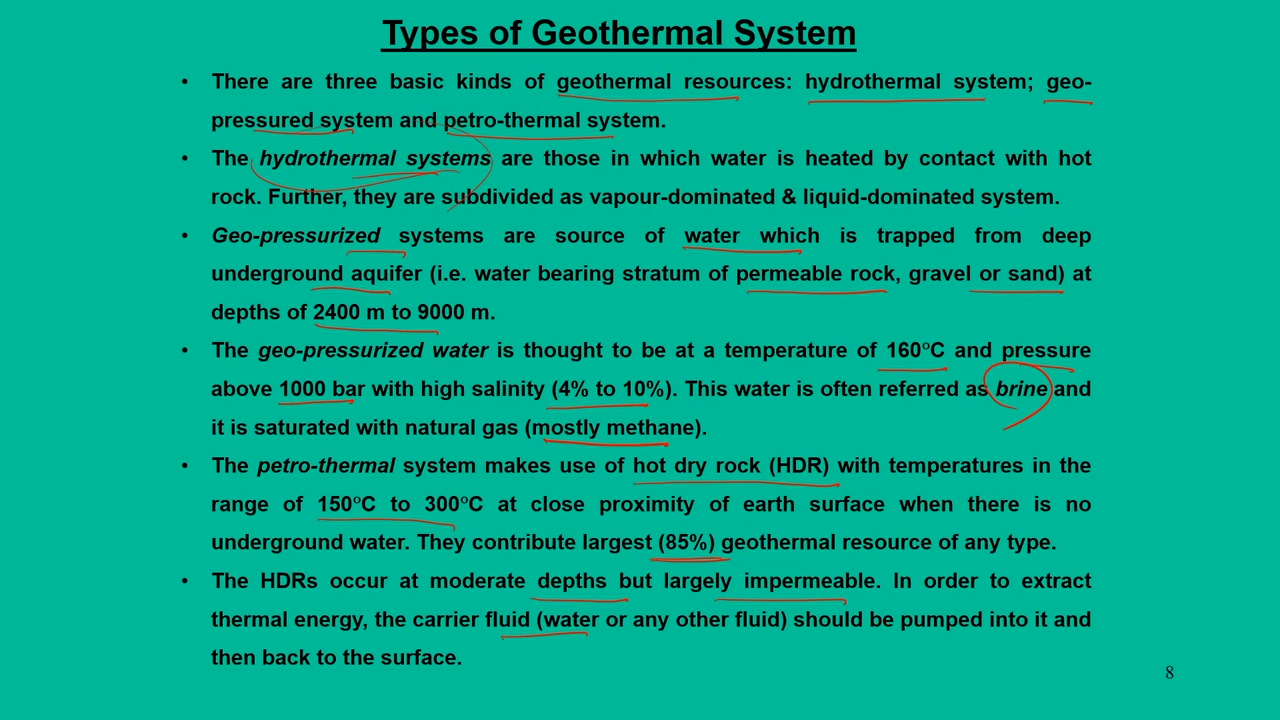 Types of Geothermal System
• There are three basic kinds of geothermal resources: hydrothermal system; geo-
pressured system and petro-thermal system.
• The hydrothermal systems are those in which water is heated by contact with hot
rock. Further, they are subdivided as vapour-dominated & liquid-dominated system.
• Geo-pressurized systems are source of water which is trapped from deep
underground aquifer (i.e. water bearing stratum of permeable rock, gravel or sand) at
depths of 2400 m to 9000 m.
• The geo-pressurized water is thought to be at a temperature of 160°C and pressure
above 1000 bar with high salinity (4% to 10%). This water is often referred as brine and
it is saturated with natural gas (mostly methane).
• The petro-thermal system makes use of hot dry rock (HDR) with temperatures in the
range of 150°C to 300°C at close proximity of earth surface when there is no
underground water. They contribute largest (85%) geothermal resource of any type.
• The HDRs occur at moderate depths but largely impermeable. In order to extract
thermal energy, the carrier fluid (water or any other fluid) should be pumped into it and
then back to the surface.
8